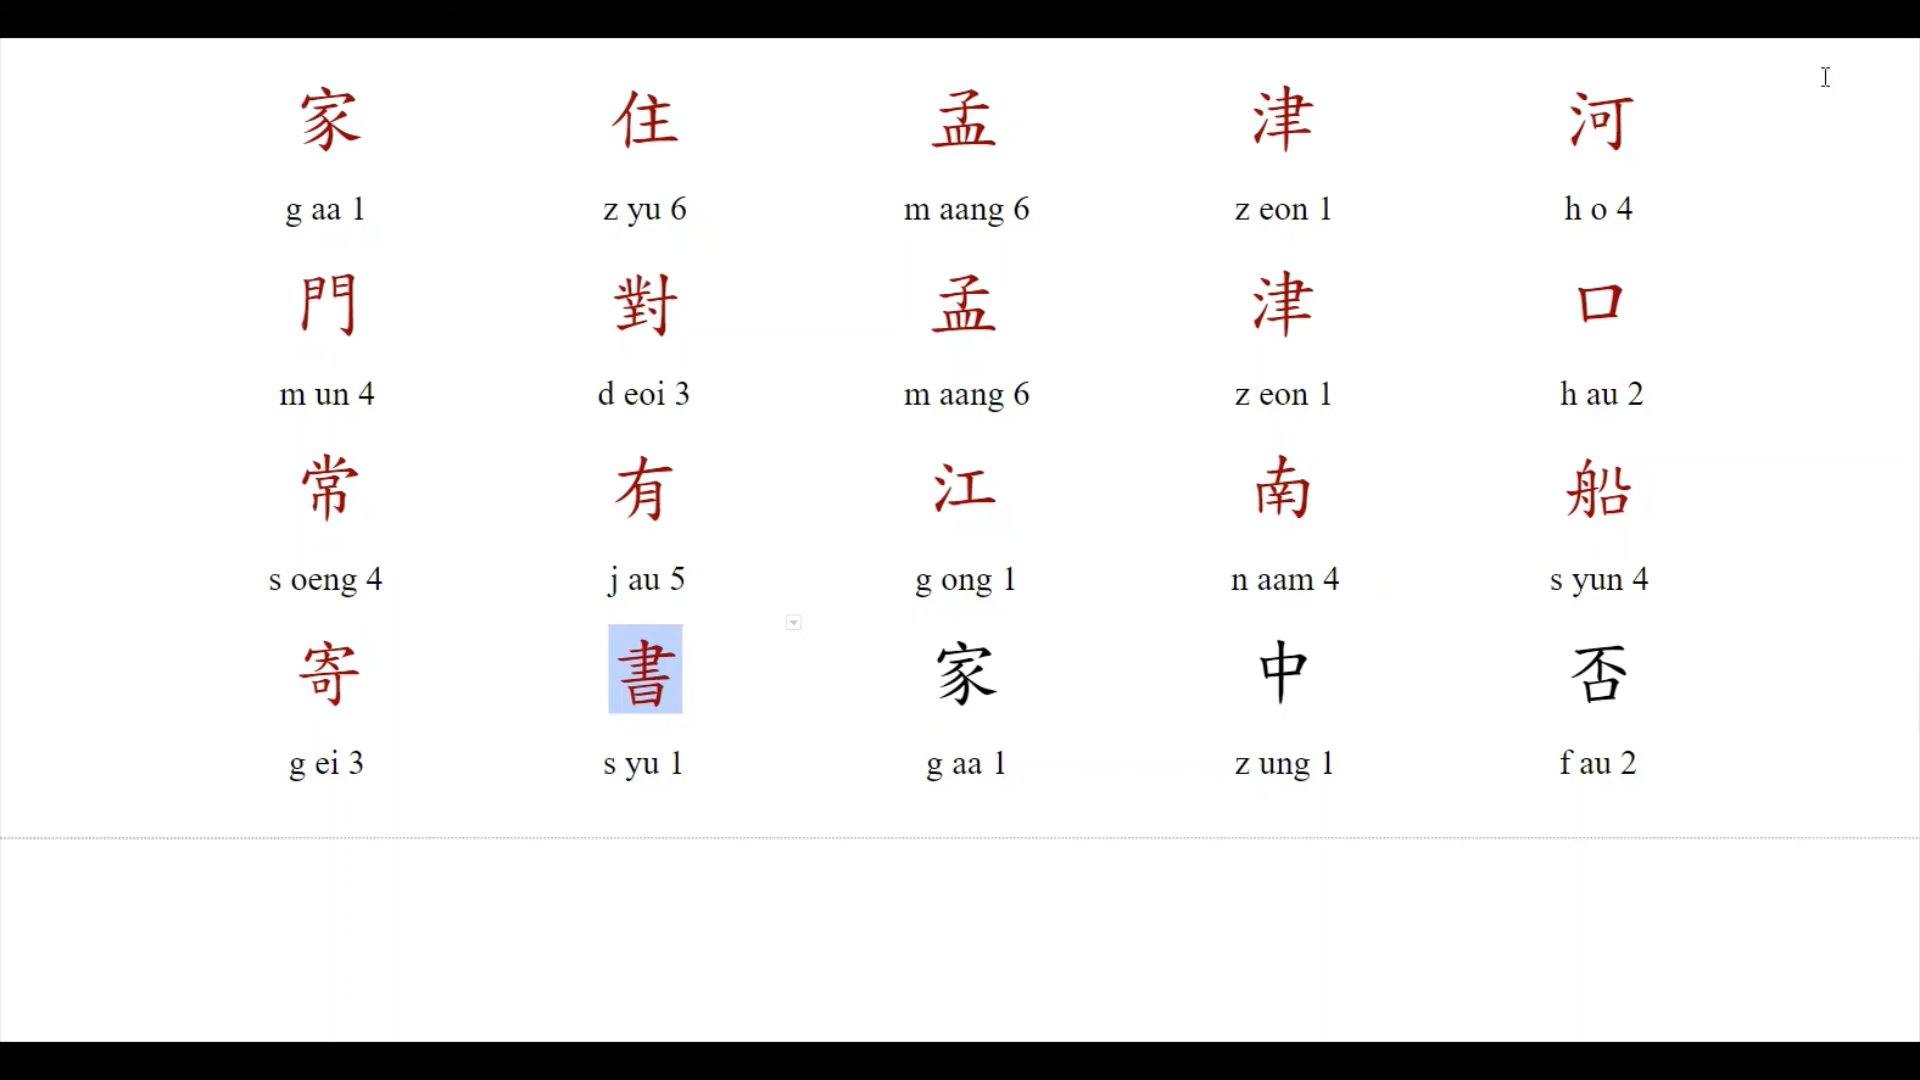 家 住 孟 津 河
g aa 1 z yu 6 m aang 6 z eon 1 h o 4
門 對 孟 津 口
m un 4 d eoi 3 m aang 6 z eon 1 h au 2
常 有 江 南 船
s oeng 4 j au 5 g ong 1 n aam 4 s yun 4
寄 書 家 中 否
g ei 3 s yu 1 g aa 1 z ung 1 f au 2